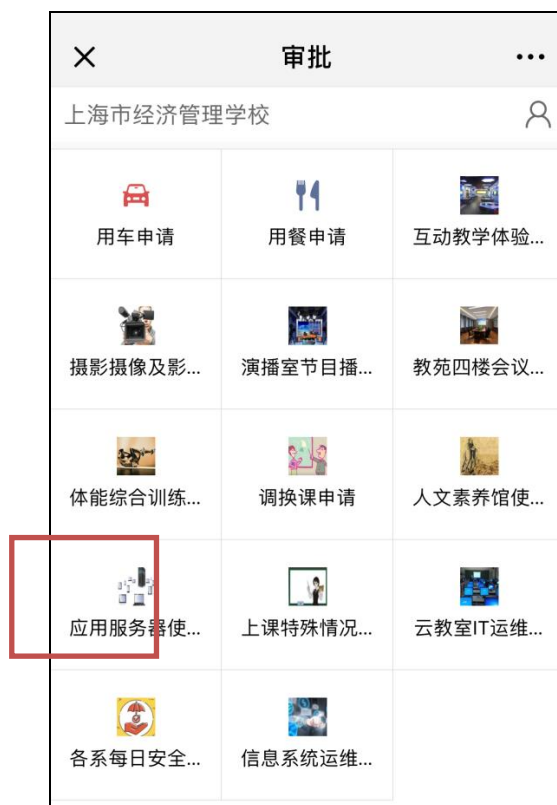 审批
上海市经济管理学校
用车申请
用餐申请
互动教学体验...
摄影摄像及影...
演播室节目播...
教苑四楼会议...
体能综合训练...
调换课申请
人文素养馆使...
应用服务器使...
上课特殊情况...
云教室IT运维...
各系每日安全...
信息系统运维...